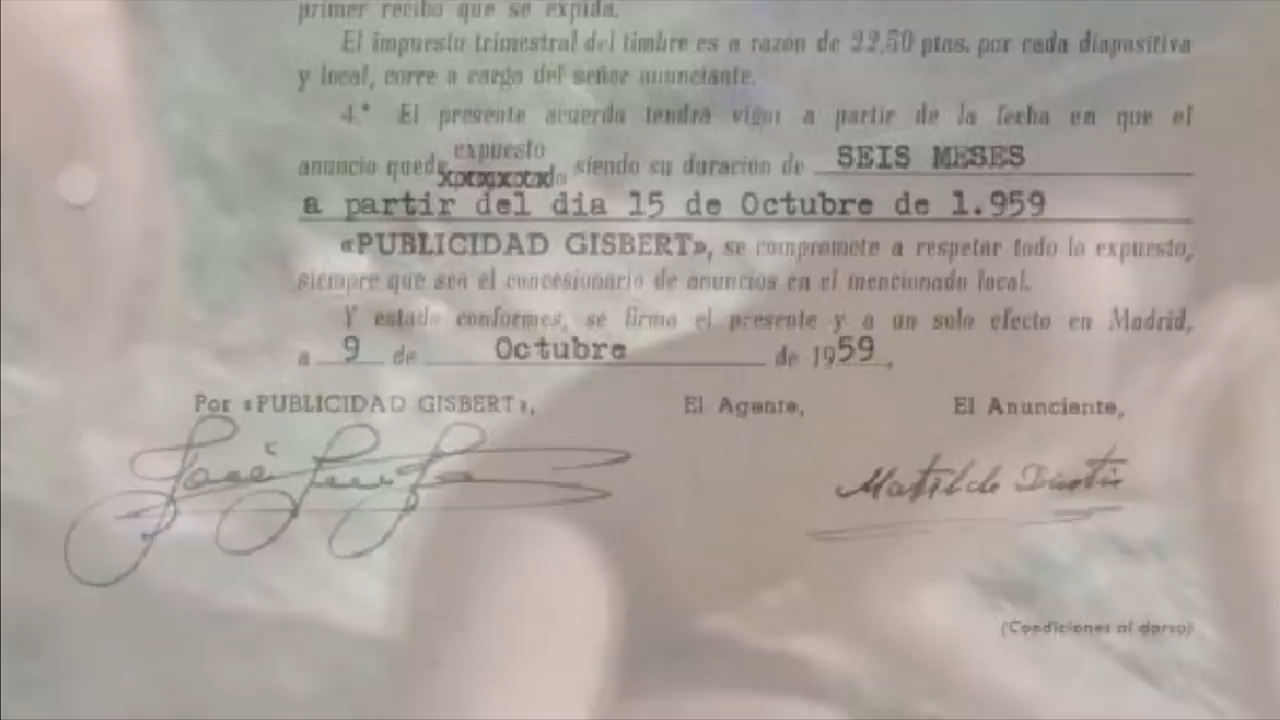 primer recibo que se expida.
El impuesto trimestral del timbre es a razón de 22,50 ptas. por cada diapositiva
y local, corre a cargo del señor anunciante.
4.ª El presente acuerdo tendrá vigor a partir de la fecha en que el
expuesto
anuncio quede siendo su duración de SEIS MESES
a partir del dia 15 de Octubre de 1.959
«PUBLICIDAD GISBERT», se compromete a respetar todo lo expuesto,
siempre que sea el concesionario de anuncios en el mencionado local.
Y estado conformes, se firma el presente y a un solo efecto en Madrid,
a 9 de Octubre de 1959.
Por «PUBLICIDAD GISBERT», El Agente, El Anunciante,
José
Matilde
(Condiciones al dorso)